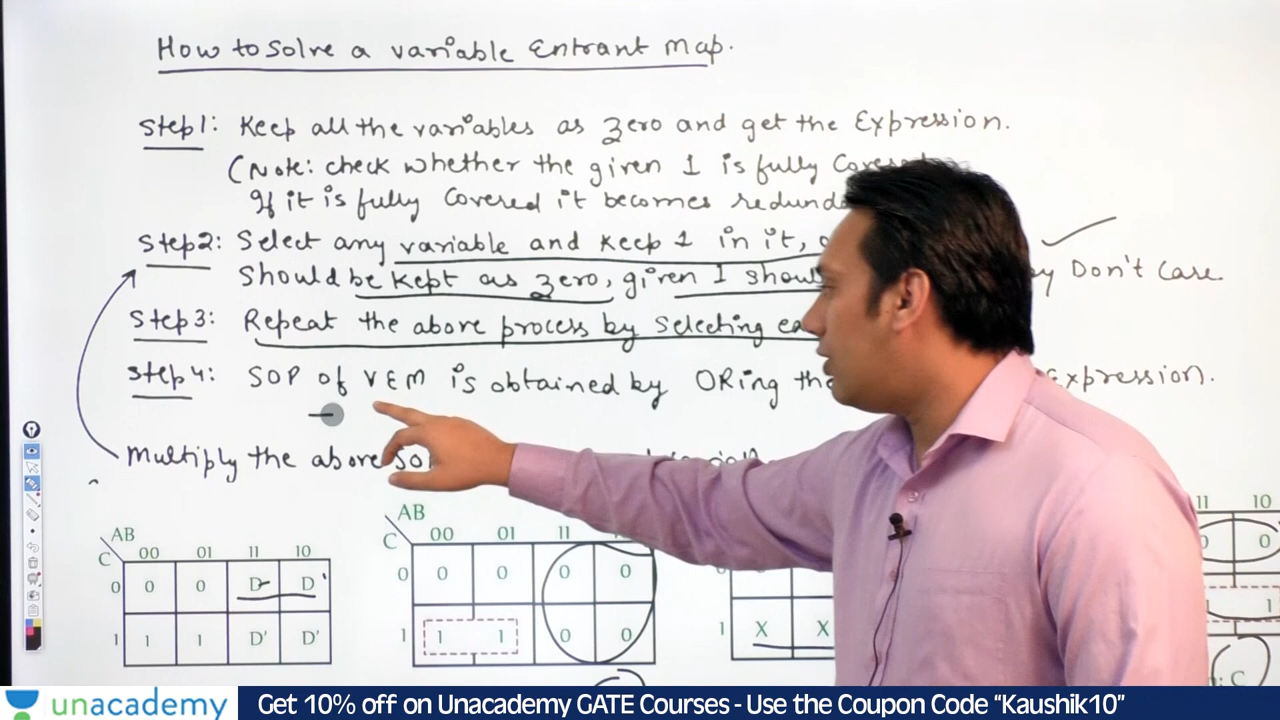 How to solve a variable Entrant Map.
Step1: Keep all the variables as zero and get the Expression.
(Note: check whether the given 1 is fully
If it is fully Covered it becomes
Step2: Select any variable and keep 1 in it,
Should be kept as zero, given 1 Don't Care
Step3: Repeat the above process by selecting
Step4: SOP of VEM is obtained by ORing Expression.
Multiply the above
AB
C
00 01 11 10
0 0 0 D D
1 1 1 D' D'
AB
C
00 01 11
0 0 0 0 0
1 1 1 0 0
1 X X
11 10
0
1
: C
unacademy
Get 10% off on Unacademy GATE Courses - Use the Coupon Code “Kaushik10”